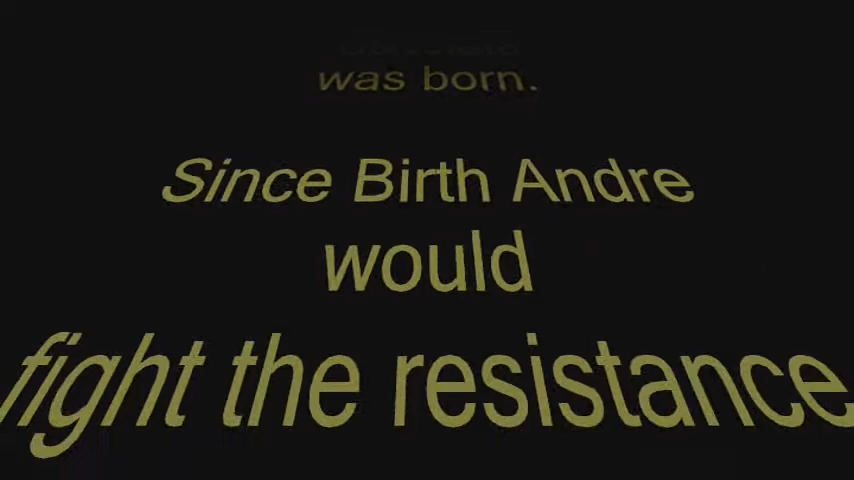 was born.
Since Birth Andre
would
fight the resistance